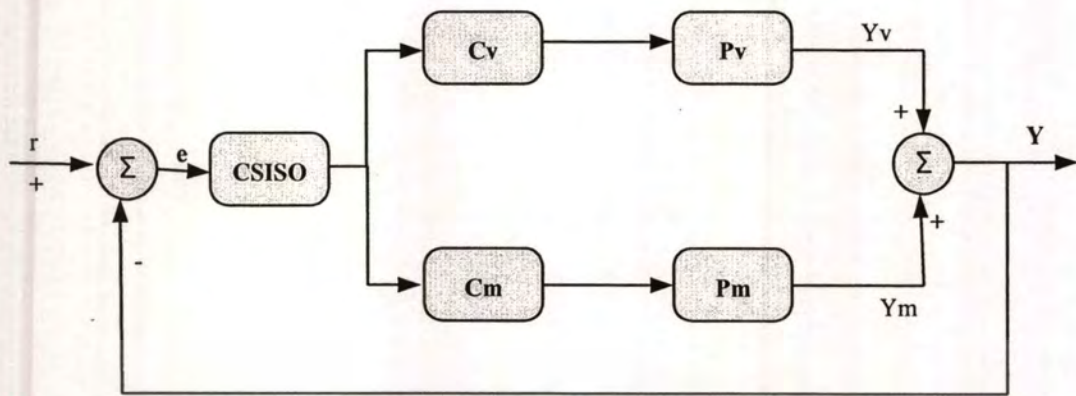 Cv
Pv
Yv
+
r
+
Σ
e
CSISO
Σ
Y
+
-
Cm
Pm
Ym